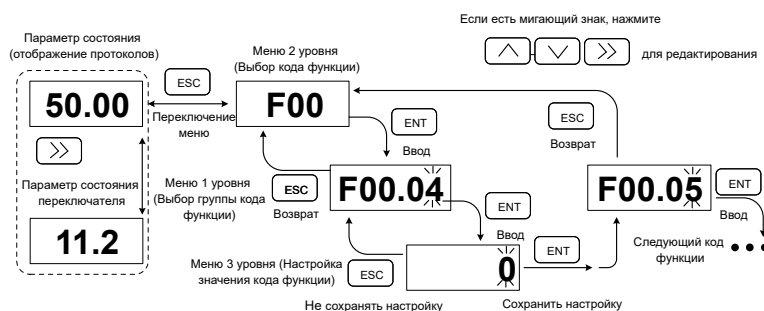 Если есть мигающий знак, нажмите
для редактирования
Параметр состояния
(отображение протоколов)
50.00
Параметр состояния
переключателя
11.2
ESC
Переключение
меню
Меню 2 уровня
(Выбор кода функции)
F00
ENT
Ввод
Меню 1 уровня
(Выбор группы кода
функции)
ESC
Возврат
F00.04
ENT
Ввод
Меню 3 уровня (Настройка
значения кода функции)
ESC
0
ENT
Не сохранять настройку
Сохранить настройку
ESC
Возврат
F00.05
ENT
Ввод
Следующий код
функции